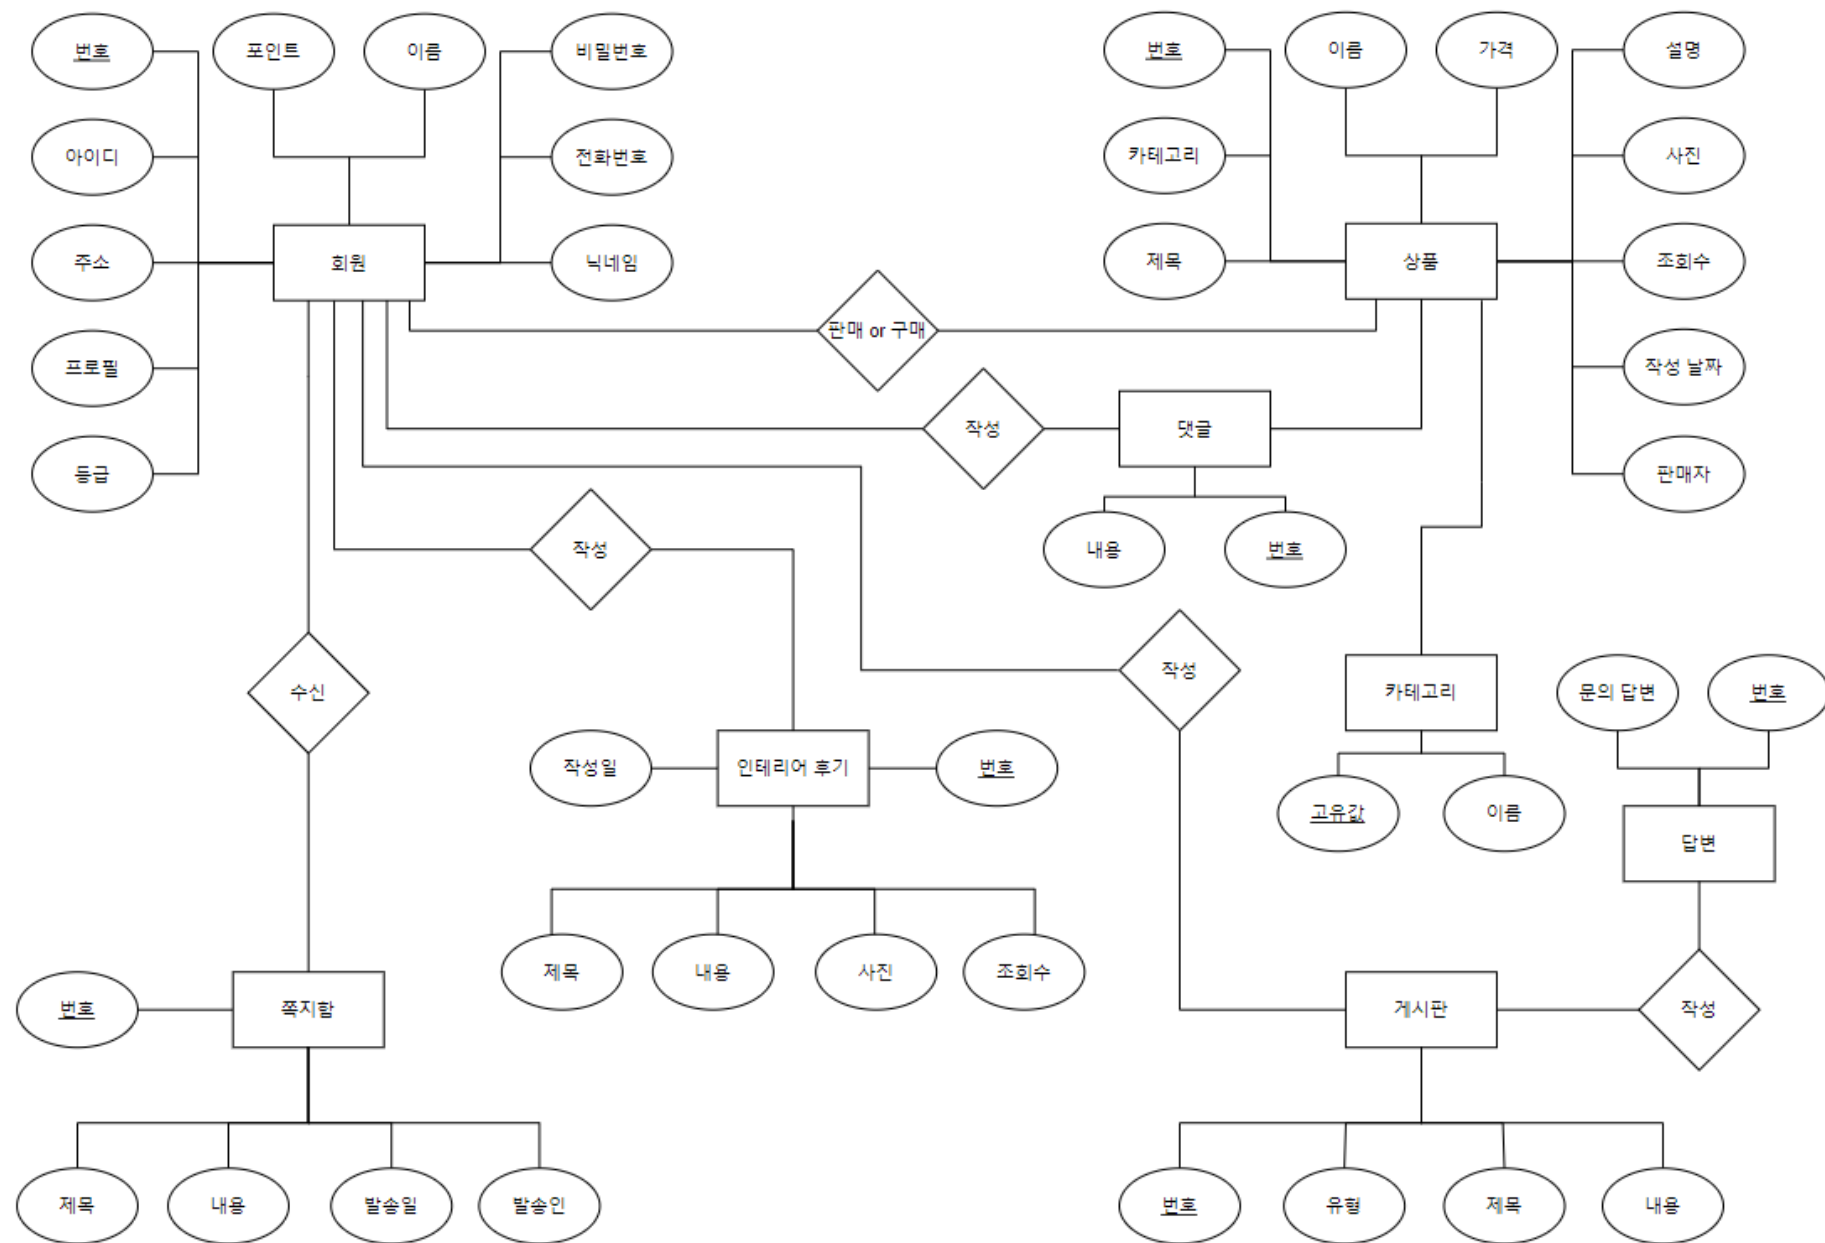 번호
포인트
이름
비밀번호
번호
이름
가격
설명
아이디
전화번호
카테고리
사진
주소
회원
닉네임
제목
상품
조회수
판매 or 구매
프로필
작성 날짜
작성
댓글
등급
판매자
작성
내용
번호
작성
수신
카테고리
문의 답변
번호
작성일
인테리어 후기
번호
고유값
이름
답변
제목
내용
사진
조회수
번호
쪽지함
게시판
작성
제목
내용
발송일
발송인
번호
유형
제목
내용